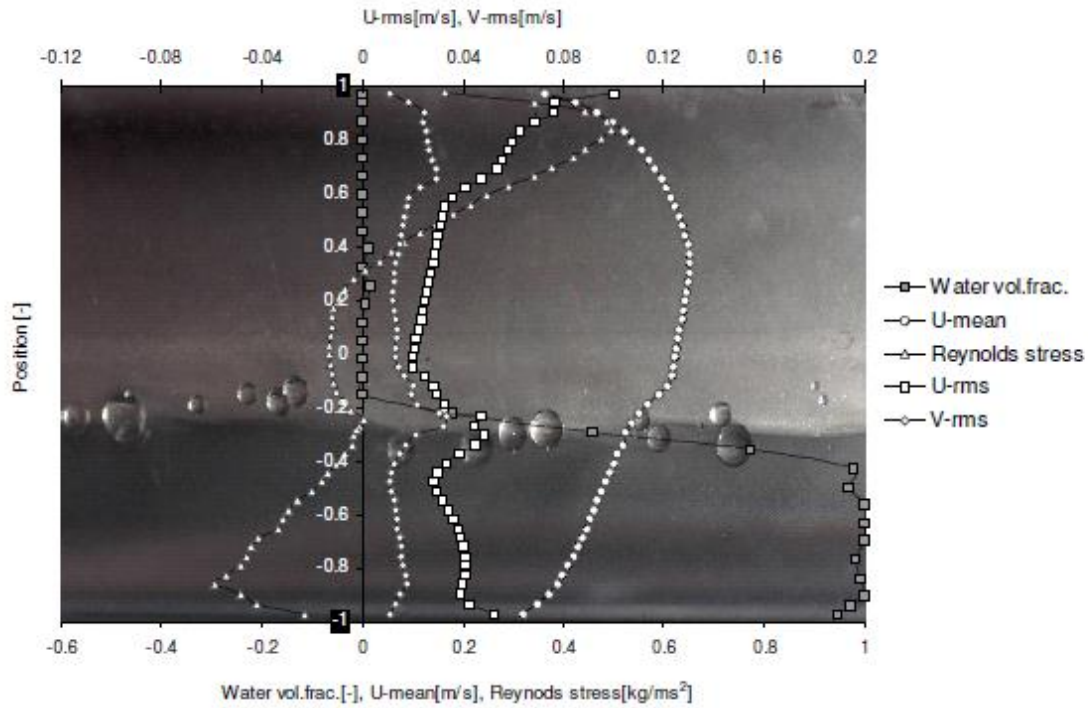 U-rms[m/s], V-rms[m/s]
-0.12 -0.08 -0.04 0 0.04 0.08 0.12 0.16 0.2
1
0.8
0.6
0.4
0.2
0
-0.2
-0.4
-0.6
-0.8
-1
Position [-]
Water vol.frac.
U-mean
Reynolds stress
U-rms
V-rms
-0.6 -0.4 -0.2 0 0.2 0.4 0.6 0.8 1
Water vol.frac.[-], U-mean[m/s], Reynods stress[kg/ms²]